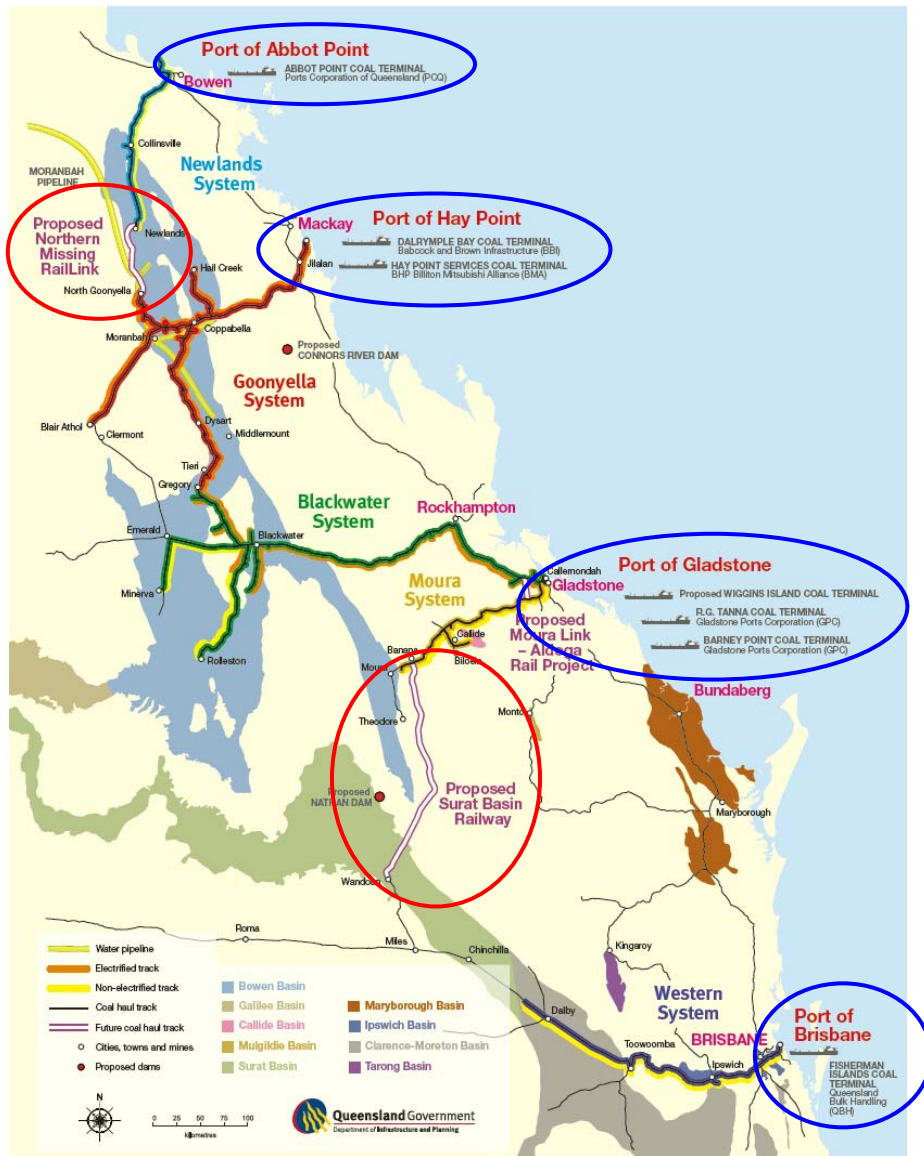 Port of Abbot Point
ABBOT POINT COAL TERMINAL
Ports Corporation of Queensland (PCQ)
Bowen
Collinsville
Newlands
System
MORANBAH
PIPELINE
Proposed
Northern
Missing
RailLink
Newlands
Port of Hay Point
Mackay
DALRYMPLE BAY COAL TERMINAL
Babcock and Brown Infrastructure (BBI)
HAY POINT SERVICES COAL TERMINAL
BHP Billiton Mitsubishi Alliance (BMA)
Jilalan
Hail Creek
North Goonyella
Coppabella
Moranbah
Proposed
CONNORS RIVER DAM
Goonyella
System
Blair Athol
Clermont
Dysart
Middlemount
Tieri
Gregory
Blackwater
System
Rockhampton
Emerald
Blackwater
Minerva
Rolleston
Moura
System
Callemondah
Gladstone
Port of Gladstone
Proposed WIGGINS ISLAND COAL TERMINAL
R.G. TANNA COAL TERMINAL
Gladstone Ports Corporation (GPC)
BARNEY POINT COAL TERMINAL
Gladstone Ports Corporation (GPC)
Proposed
Moura Link
– Aldoga
Rail Project
Callide
Biloela
Banana
Moura
Theodore
Monto
Bundaberg
Proposed
NATHAN DAM
Proposed
Surat Basin
Railway
Maryborough
Wandoan
Roma
Miles
Chinchilla
Kingaroy
Dalby
Western
System
Toowoomba
BRISBANE
Ipswich
Port of
Brisbane
FISHERMAN
ISLANDS COAL
TERMINAL
Queensland
Bulk Handling
(QBH)
Water pipeline
Electrified track
Non-electrified track
Coal haul track
Future coal haul track
Cities, towns and mines
Proposed dams
Bowen Basin
Galilee Basin
Callide Basin
Mulgildie Basin
Surat Basin
Maryborough Basin
Ipswich Basin
Clarence-Moreton Basin
Tarong Basin
N
0 25 50 75 100
kilometres
Queensland Government
Department of Infrastructure and Planning